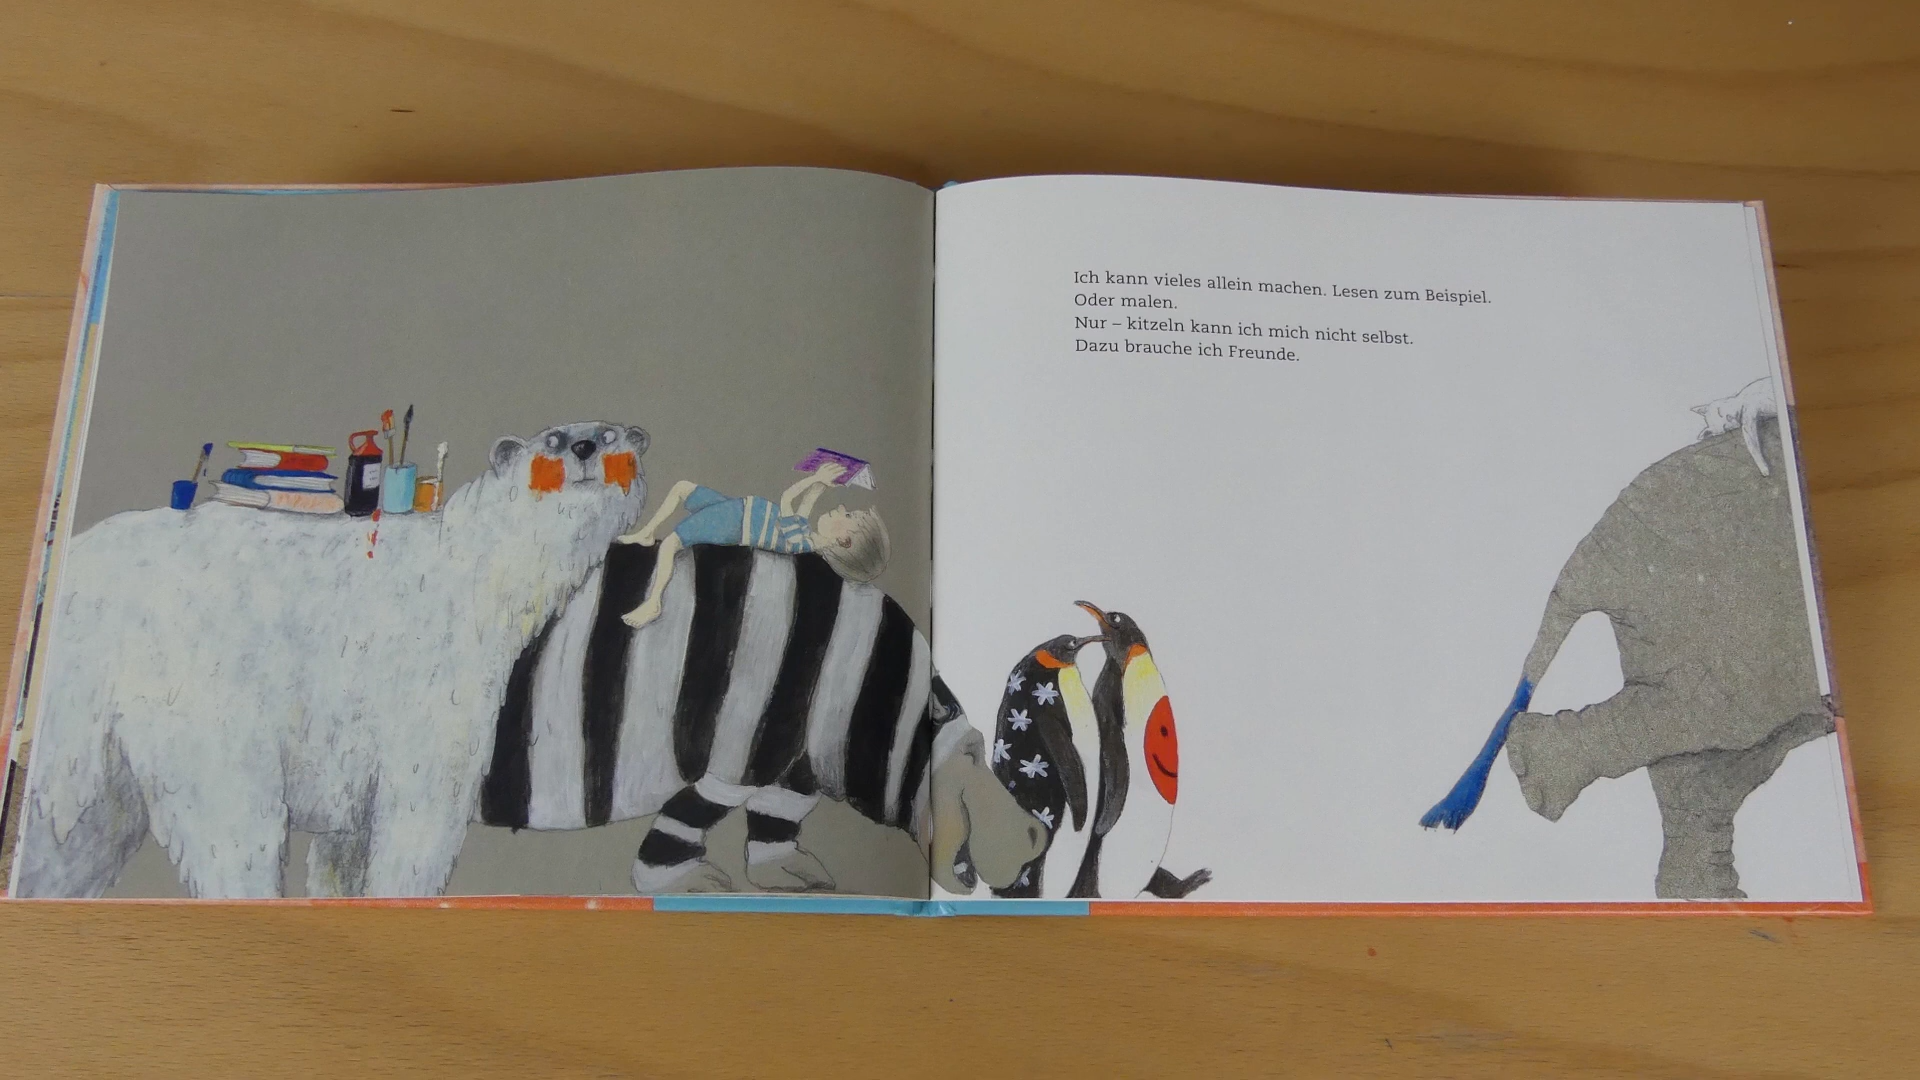 Ich kann vieles allein machen. Lesen zum Beispiel.
Oder malen.
Nur – kitzeln kann ich mich nicht selbst.
Dazu brauche ich Freunde.